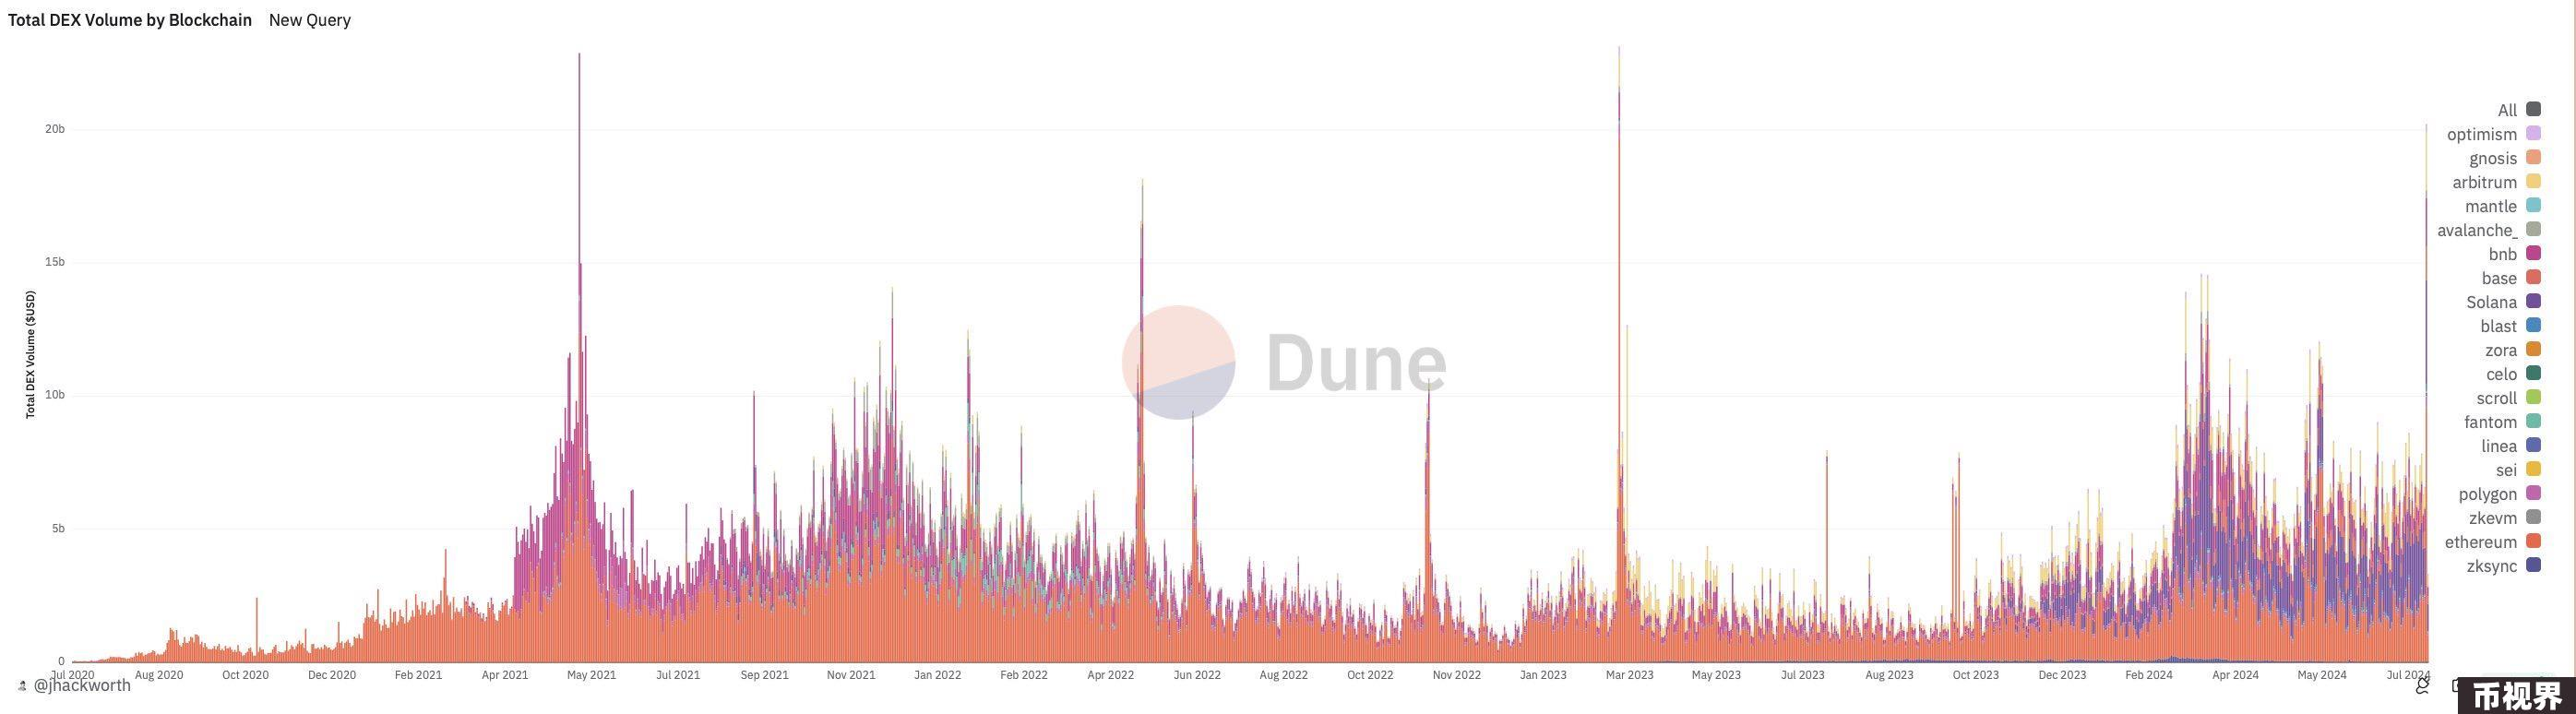 Total DEX Volume by Blockchain New Query
Total DEX Volume ($USD)
20b
15b
10b
5b
0
Dune
All
optimism
gnosis
arbitrum
mantle
avalanche_
bnb
base
Solana
blast
zora
celo
scroll
fantom
linea
sei
polygon
zkevm
ethereum
zksync
Jul 2020 Aug 2020 Oct 2020 Dec 2020 Feb 2021 Apr 2021 May 2021 Jul 2021 Sep 2021 Nov 2021 Jan 2022 Feb 2022 Apr 2022 Jun 2022 Aug 2022 Oct 2022 Nov 2022 Jan 2023 Mar 2023 May 2023 Jul 2023 Aug 2023 Oct 2023 Dec 2023 Feb 2024 Apr 2024 May 2024 Jul 2024
@jhackworth
币视界